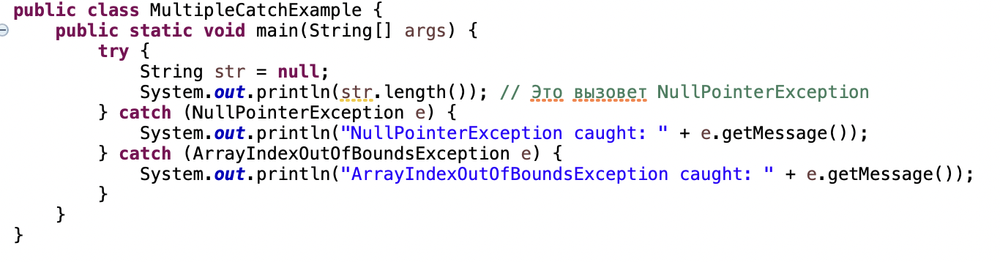 public class MultipleCatchExample {
    public static void main(String[] args) {
        try {
            String str = null;
            System.out.println(str.length()); // Это вызовет NullPointerException
        } catch (NullPointerException e) {
            System.out.println("NullPointerException caught: " + e.getMessage());
        } catch (ArrayIndexOutOfBoundsException e) {
            System.out.println("ArrayIndexOutOfBoundsException caught: " + e.getMessage());
        }
    }
}